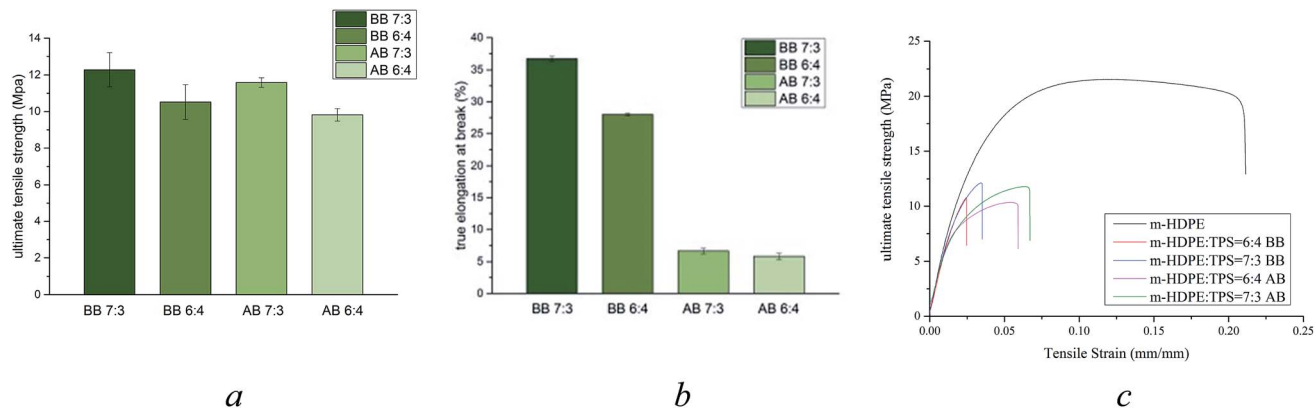 ultimate tensile strength (Mpa)
14
12
10
8
6
4
2
0
BB 7:3
BB 6:4
AB 7:3
AB 6:4
BB 7:3
BB 6:4
AB 7:3
AB 6:4
a
true elongation at break (%)
40
35
30
25
20
15
10
5
0
BB 7:3
BB 6:4
AB 7:3
AB 6:4
BB 7:3
BB 6:4
AB 7:3
AB 6:4
b
ultimate tensile strength (MPa)
25
20
15
10
5
0
m-HDPE
m-HDPE:TPS=6:4 BB
m-HDPE:TPS=7:3 BB
m-HDPE:TPS=6:4 AB
m-HDPE:TPS=7:3 AB
0.00
0.05
0.10
0.15
0.20
0.25
Tensile Strain (mm/mm)
c